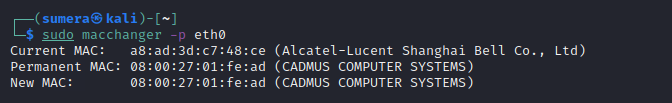 ┌──(sumera㉿kali)-[~]
└─$ sudo macchanger -p eth0
Current MAC:   a8:ad:3d:c7:48:ce (Alcatel-Lucent Shanghai Bell Co., Ltd)
Permanent MAC: 08:00:27:01:fe:ad (CADMUS COMPUTER SYSTEMS)
New MAC:       08:00:27:01:fe:ad (CADMUS COMPUTER SYSTEMS)